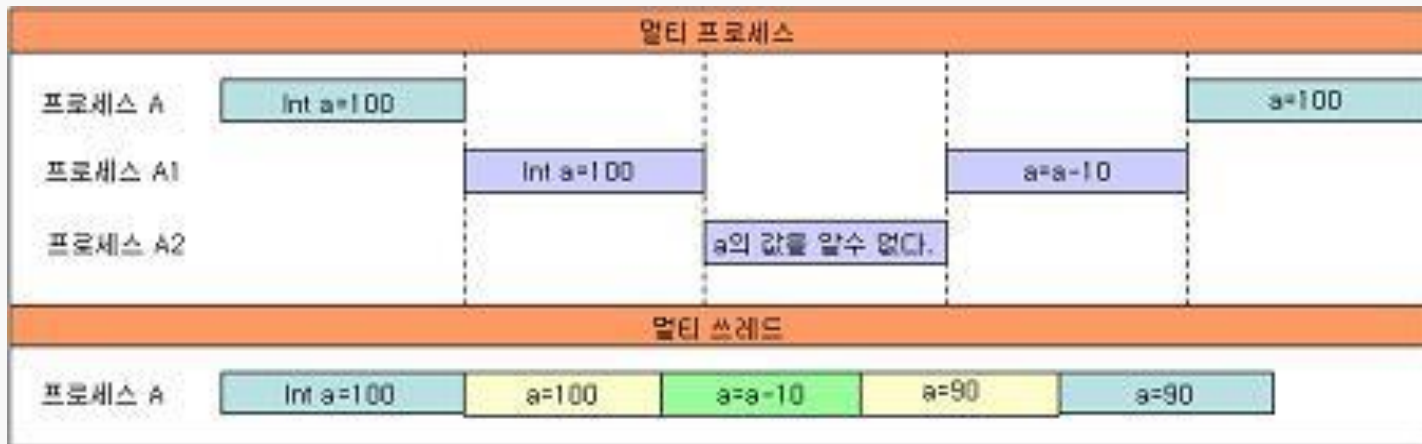 멀티 프로세스
프로세스 A Int a=100 a=100
프로세스 A1 Int a=100 a=a-10
프로세스 A2 a의 값을 알수 없다.
멀티 쓰레드
프로세스 A Int a=100 a=100 a=a-10 a=90 a=90